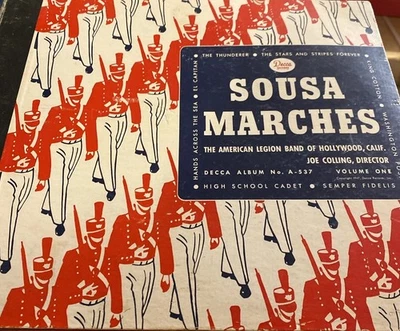 • THE THUNDERER • THE STARS AND STRIPES FOREVER •
Decca
SOUSA
MARCHES
THE AMERICAN LEGION BAND OF HOLLYWOOD, CALIF.
JOE COLLING, DIRECTOR
DECCA ALBUM No. A-537 VOLUME ONE
• HIGH SCHOOL CADET • SEMPER FIDELIS
HANDS ACROSS THE SEA • EL CAPITAN
KING COTTON • WASHINGTON POST